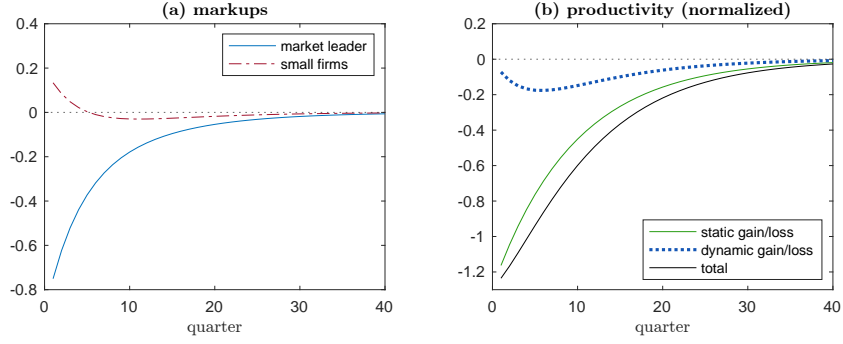 (a) markups
0.4
0.2
0
-0.2
-0.4
-0.6
-0.8
0
10
20
30
40
quarter
market leader
small firms
(b) productivity (normalized)
0.2
0
-0.2
-0.4
-0.6
-0.8
-1
-1.2
0
10
20
30
40
quarter
static gain/loss
dynamic gain/loss
total